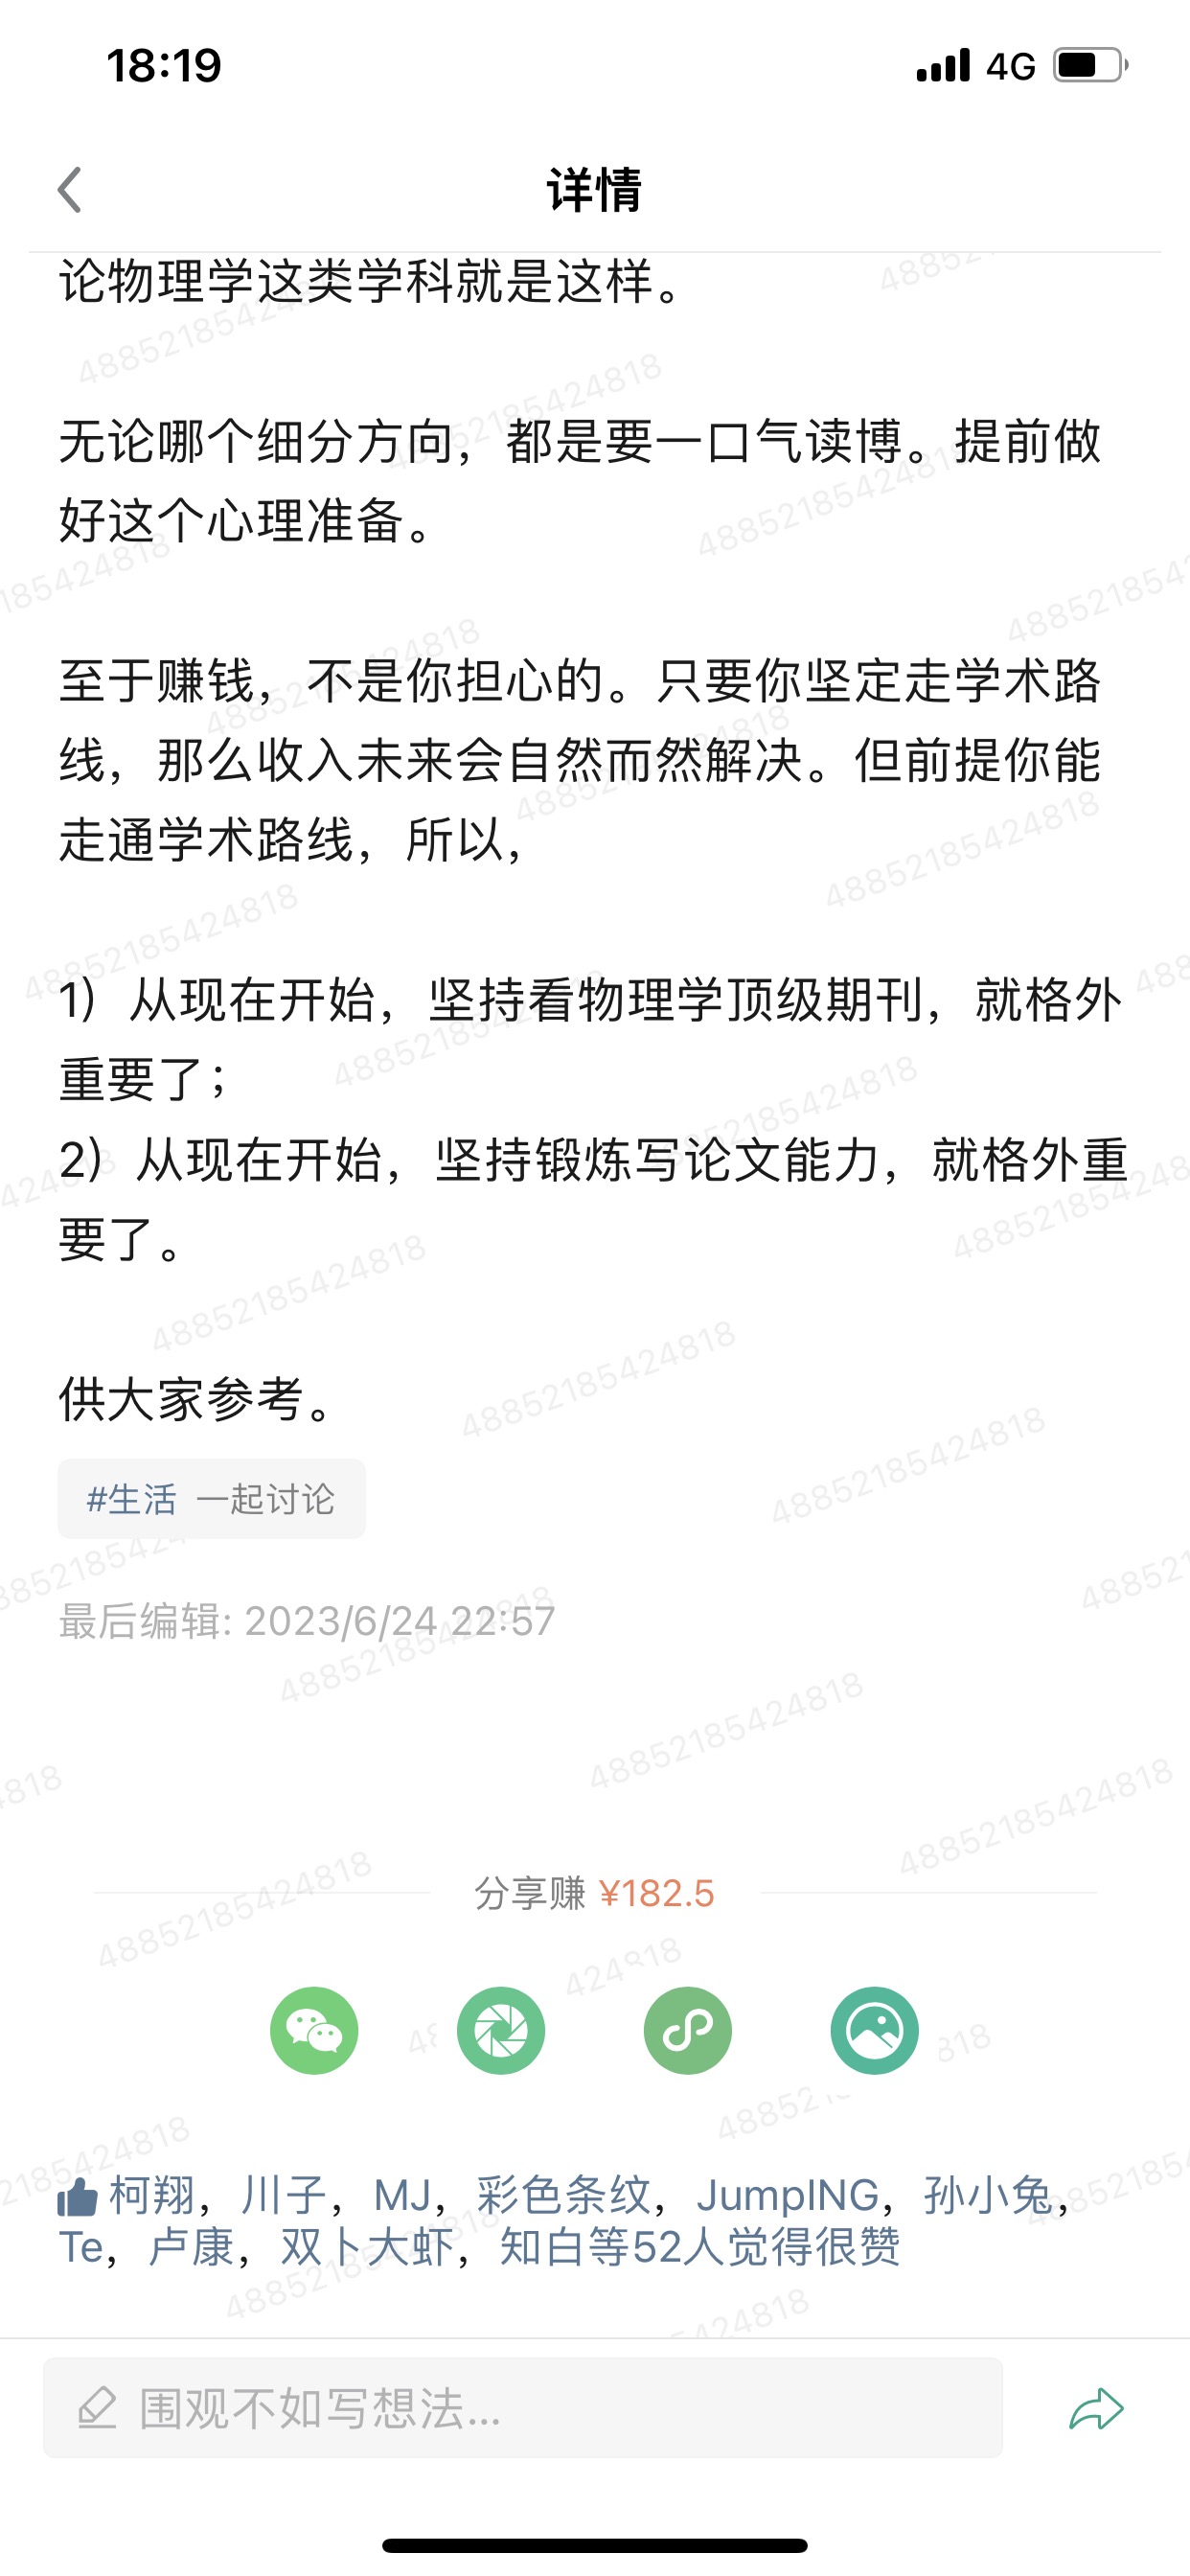 18:19
4G
详情
论物理学这类学科就是这样。
无论哪个细分方向，都是要一口气读博。提前做
好这个心理准备。
至于赚钱，不是你担心的。只要你坚定走学术路
线，那么收入未来会自然而然解决。但前提你能
走通学术路线，所以，
1）从现在开始，坚持看物理学顶级期刊，就格外
重要了；
2）从现在开始，坚持锻炼写论文能力，就格外重
要了。
供大家参考。
#生活 一起讨论
最后编辑: 2023/6/24 22:57
分享赚 ¥182.5
柯翔，川子，MJ，彩色条纹，JumpING，孙小兔，
Te，卢康，双卜大虾，知白等52人觉得很赞
围观不如写想法...
48852185424818